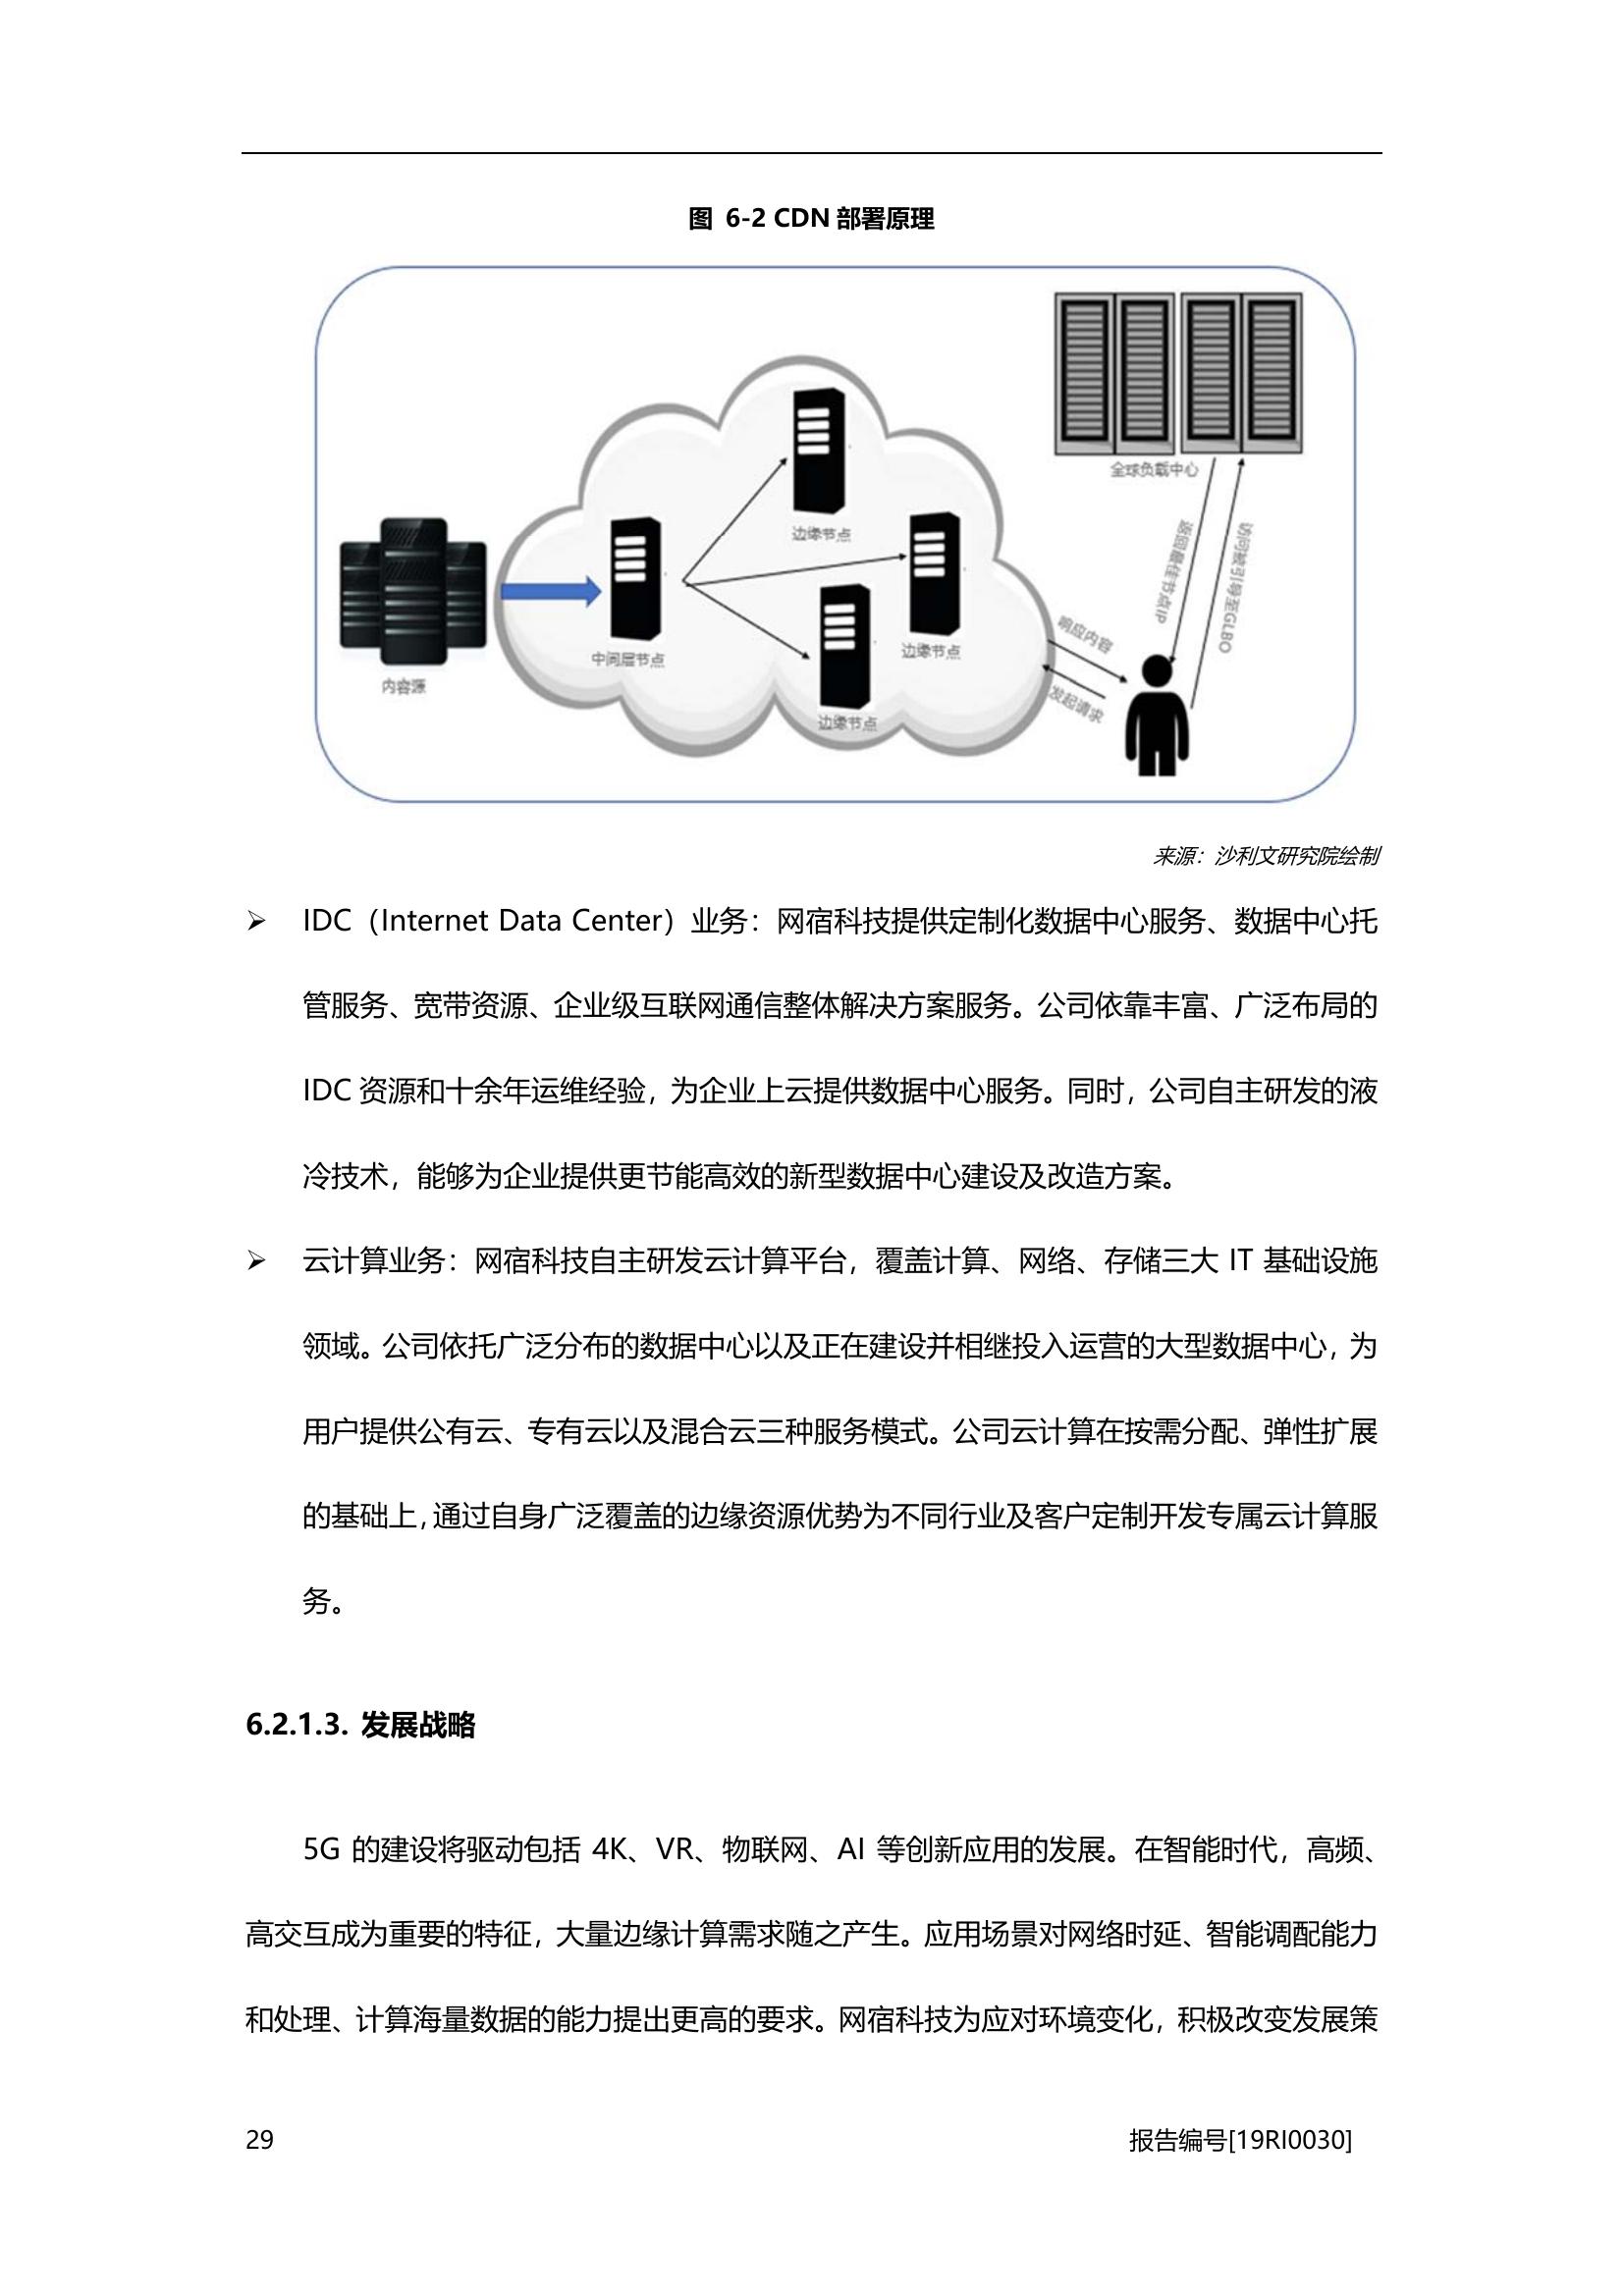 图 6-2 CDN 部署原理
全球负载中心
返回最佳节点IP
访问被引导至GLBO
边缘节点
边缘节点
响应内容
中间层节点
内容源
发起请求
边缘节点
来源：沙利文研究院绘制
➢ IDC（Internet Data Center）业务：网宿科技提供定制化数据中心服务、数据中心托
管服务、宽带资源、企业级互联网通信整体解决方案服务。公司依靠丰富、广泛布局的
IDC 资源和十余年运维经验，为企业上云提供数据中心服务。同时，公司自主研发的液
冷技术，能够为企业提供更节能高效的新型数据中心建设及改造方案。
➢ 云计算业务：网宿科技自主研发云计算平台，覆盖计算、网络、存储三大 IT 基础设施
领域。公司依托广泛分布的数据中心以及正在建设并相继投入运营的大型数据中心，为
用户提供公有云、专有云以及混合云三种服务模式。公司云计算在按需分配、弹性扩展
的基础上，通过自身广泛覆盖的边缘资源优势为不同行业及客户定制开发专属云计算服
务。
6.2.1.3. 发展战略
5G 的建设将驱动包括 4K、VR、物联网、AI 等创新应用的发展。在智能时代，高频、
高交互成为重要的特征，大量边缘计算需求随之产生。应用场景对网络时延、智能调配能力
和处理、计算海量数据的能力提出更高的要求。网宿科技为应对环境变化，积极改变发展策
29
报告编号[19RI0030]